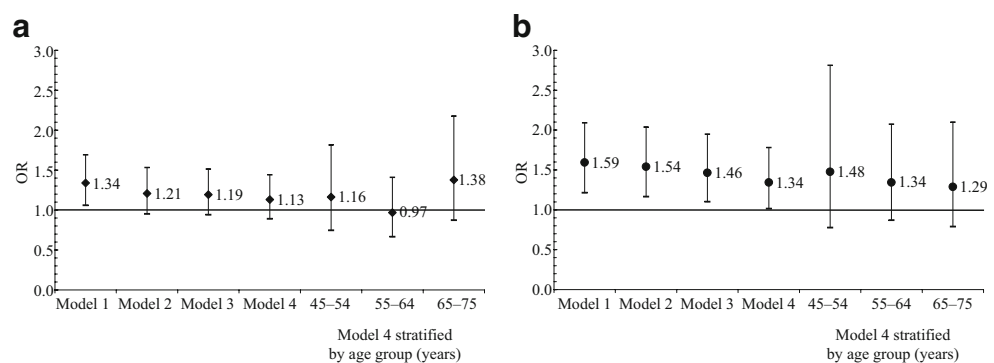 a
3.0
2.5
2.0
1.5
1.0
0.5
0.0
OR
1.34
1.21
1.19
1.13
1.16
0.97
1.38
Model 1 Model 2 Model 3 Model 4 45–54 55–64 65–75
Model 4 stratified
by age group (years)
b
3.0
2.5
2.0
1.5
1.0
0.5
0.0
OR
1.59
1.54
1.46
1.34
1.48
1.34
1.29
Model 1 Model 2 Model 3 Model 4 45–54 55–64 65–75
Model 4 stratified
by age group (years)